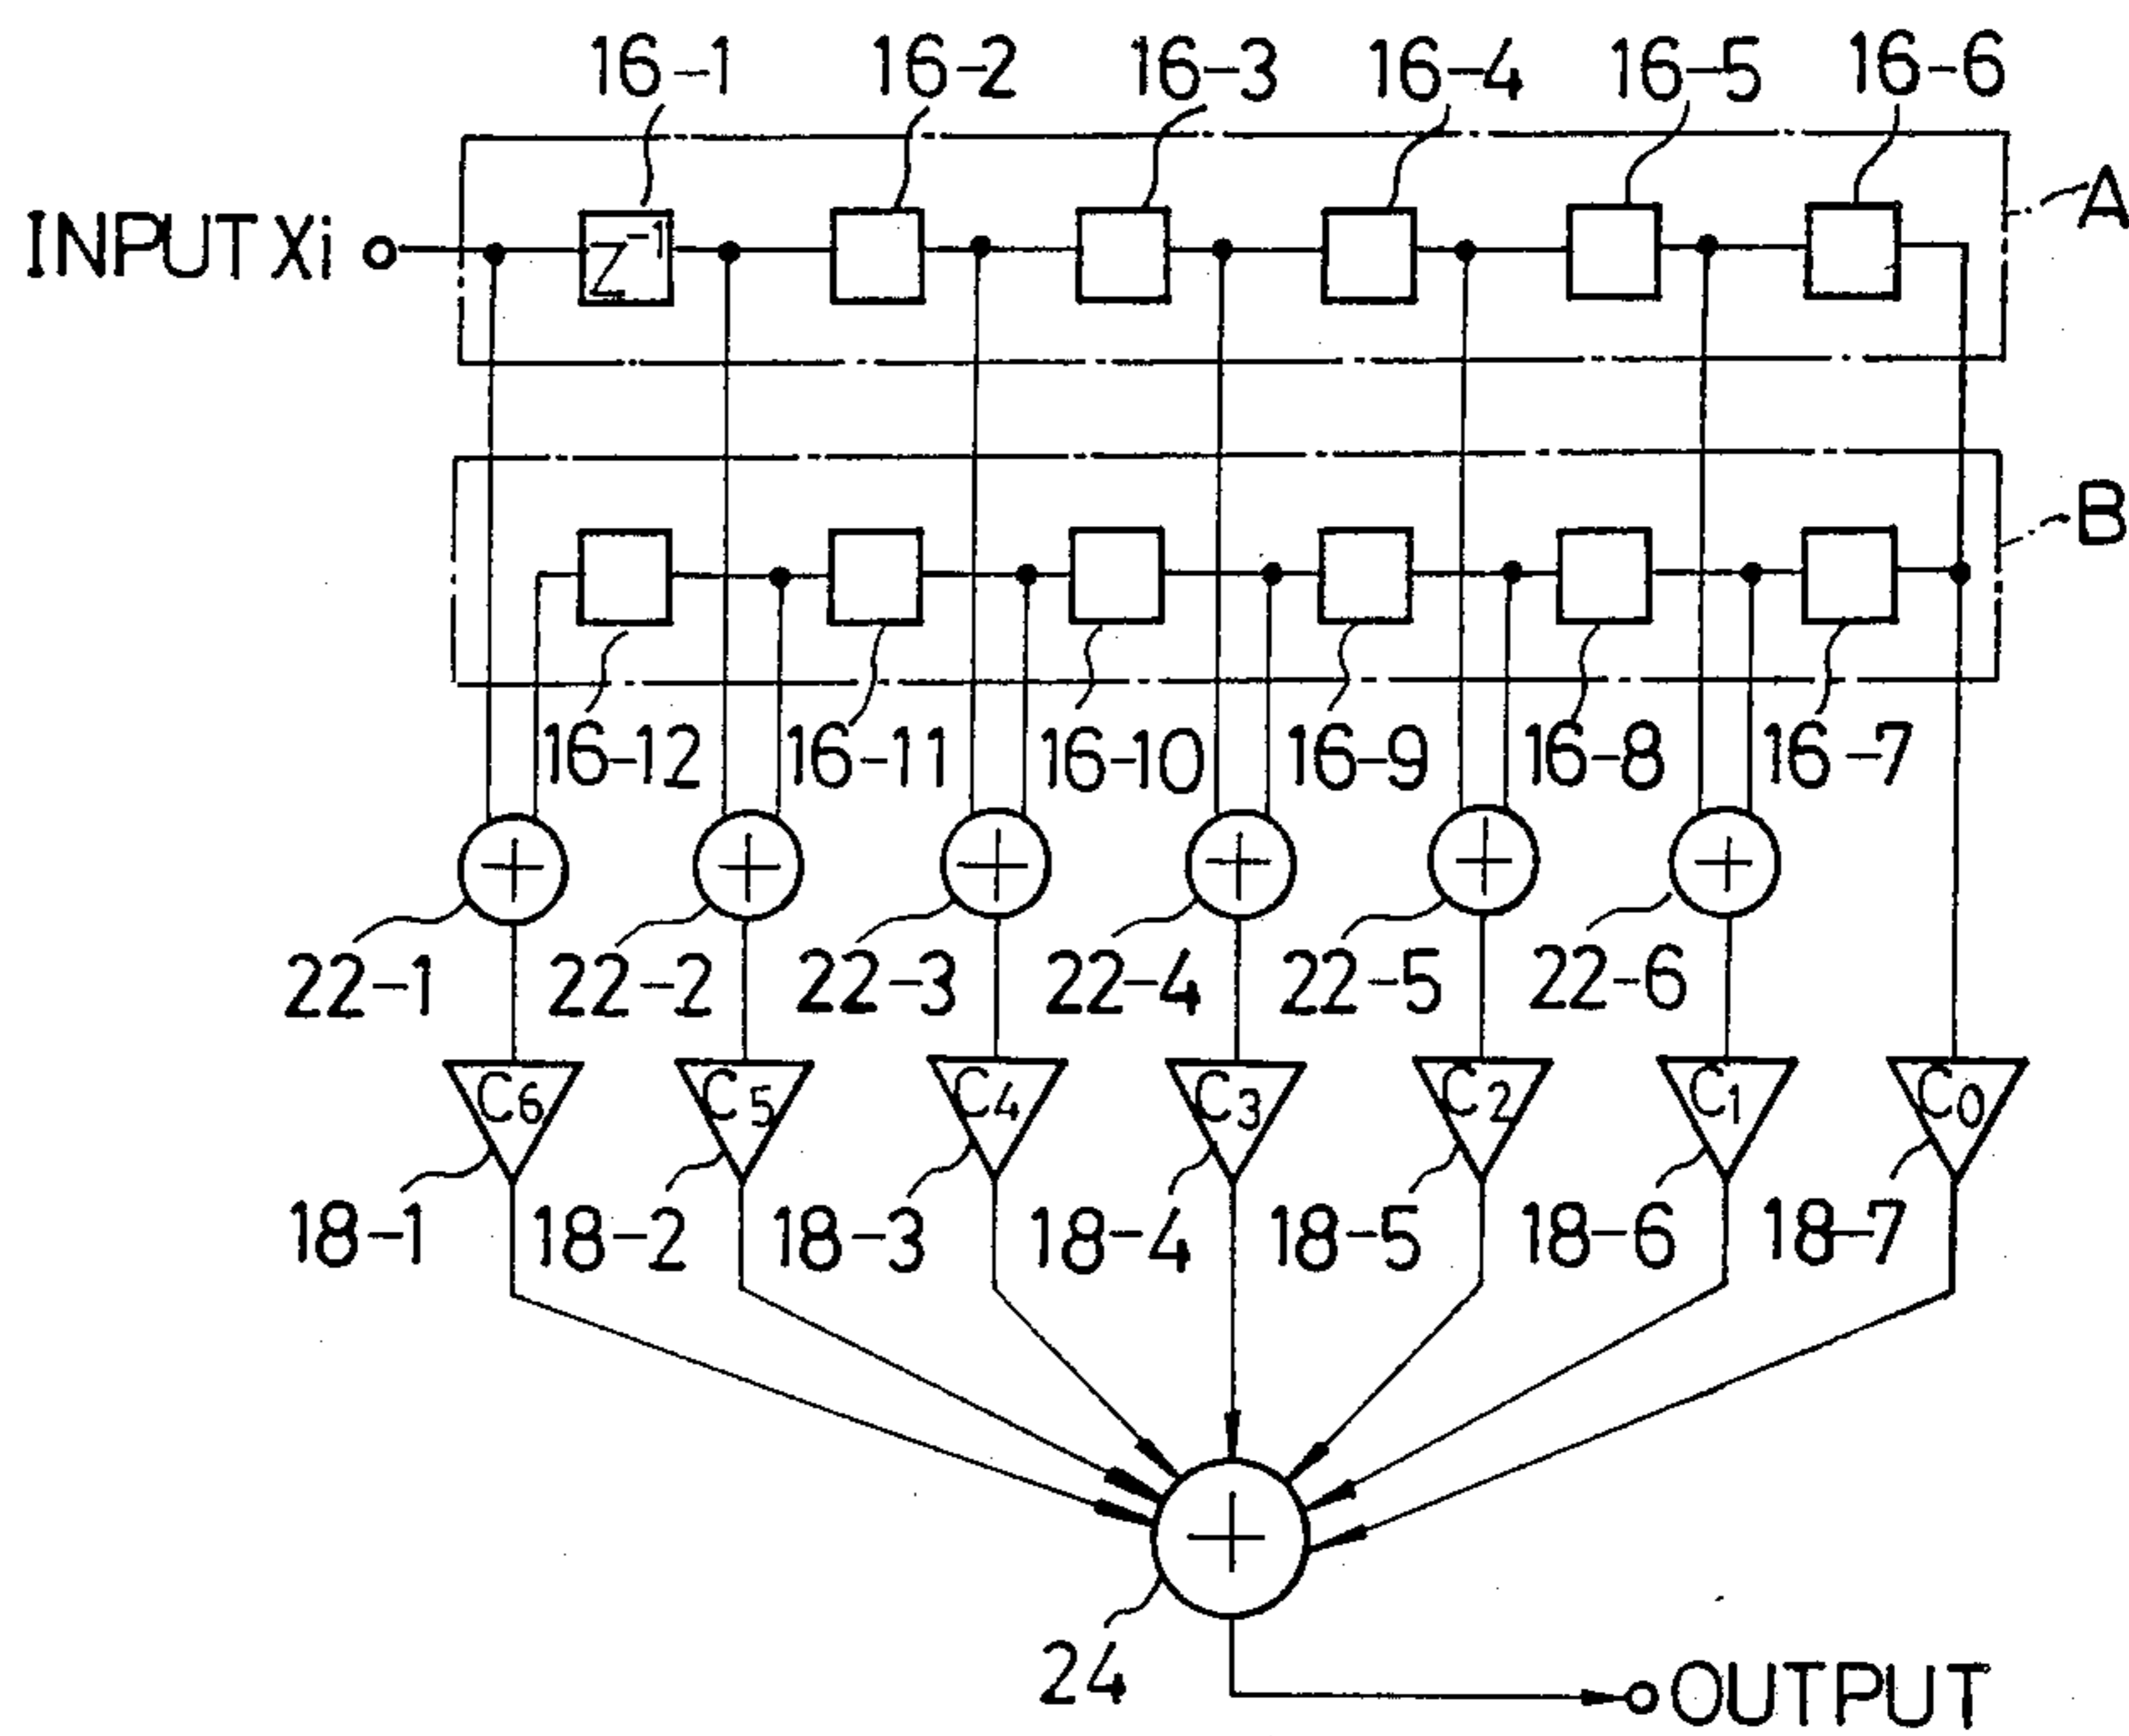 16-1 16-2 16-3 16-4 16-5 16-6
A
INPUT Xi
Z-1
B
16-12 16-11 16-10 16-9 16-8 16-7
+ + + + + +
22-1 22-2 22-3 22-4 22-5 22-6
C6 C5 C4 C3 C2 C1 C0
18-1 18-2 18-3 18-4 18-5 18-6 18-7
+
24
OUTPUT